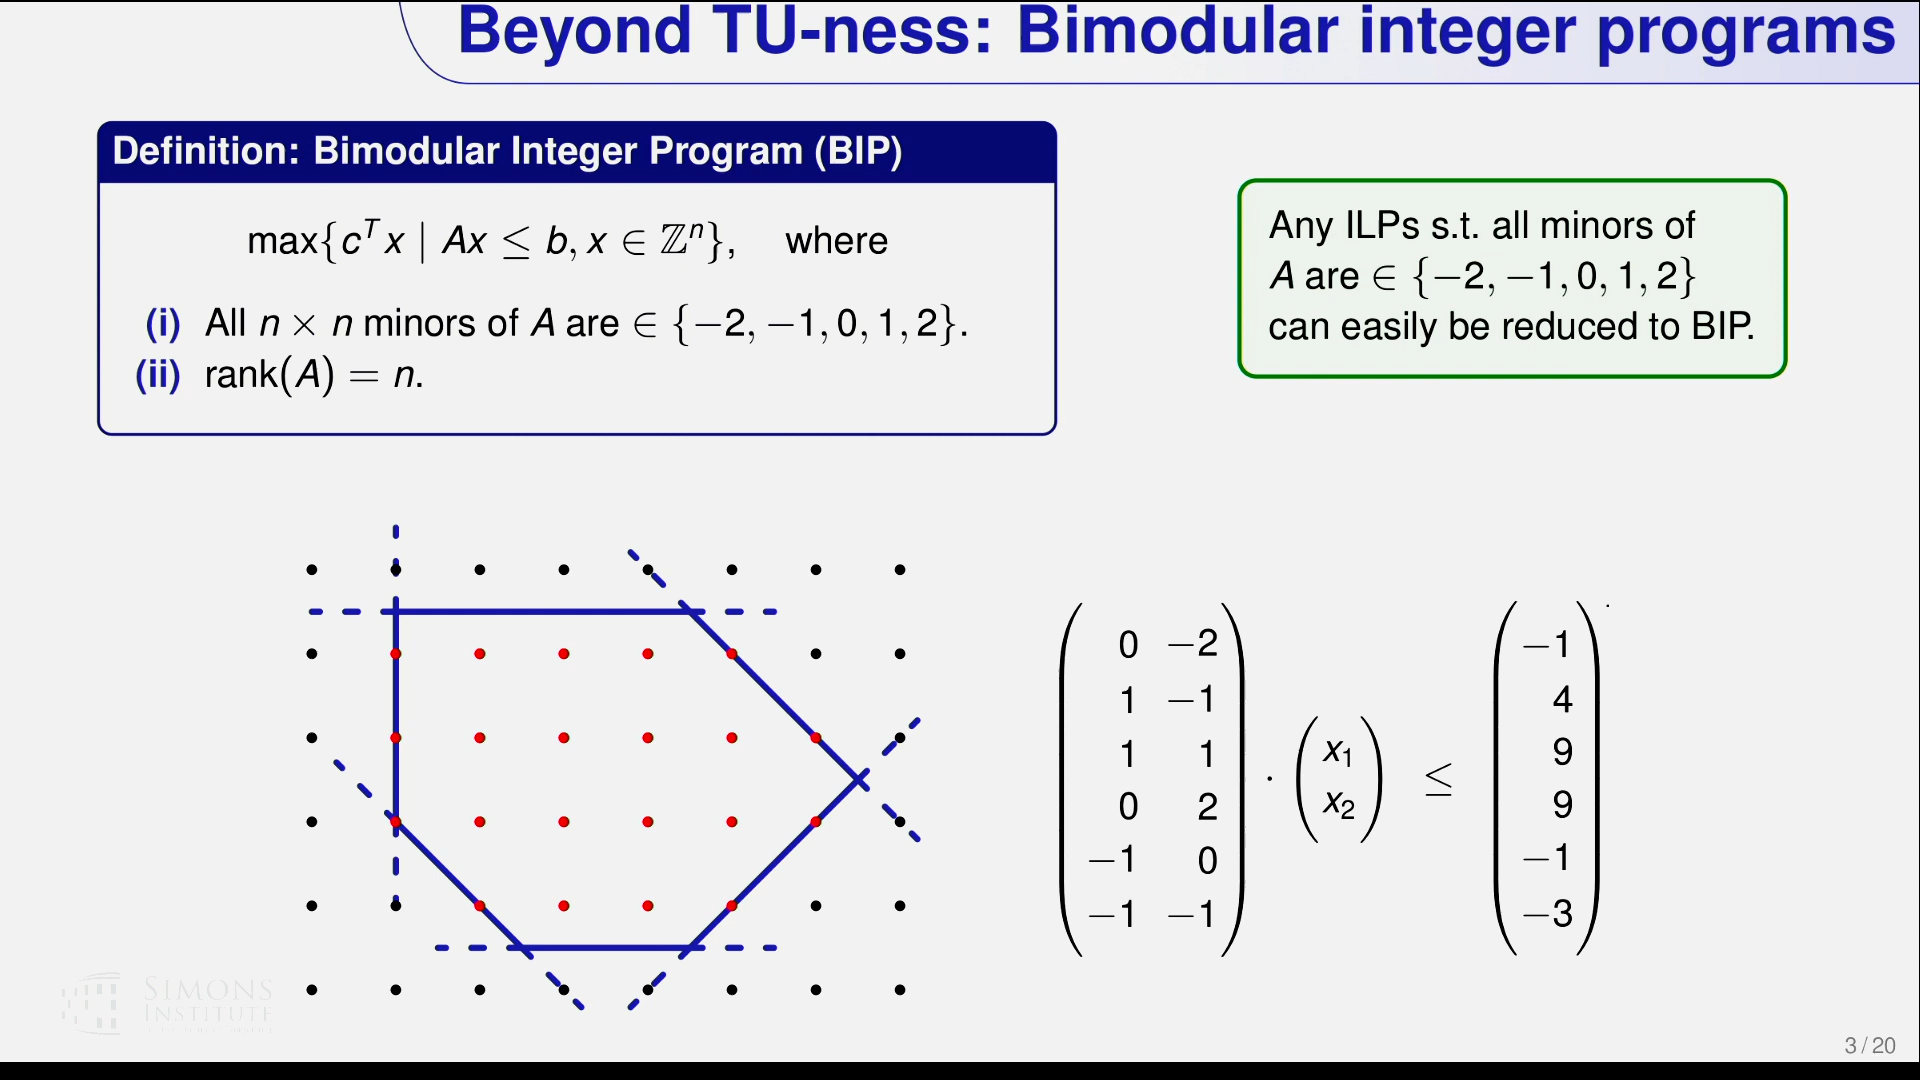 Beyond TU-ness: Bimodular integer programs
Definition: Bimodular Integer Program (BIP)
max{cᵀx | Ax ≤ b, x ∈ ℤⁿ}, where
(i) All n × n minors of A are ∈ {−2, −1, 0, 1, 2}.
(ii) rank(A) = n.
Any ILPs s.t. all minors of
A are ∈ {−2, −1, 0, 1, 2}
can easily be reduced to BIP.
0 −2 −1
1 −1 4
1 1 x₁ 9
· ≤
0 2 x₂ 9
−1 0 −1
−1 −1 −3
SIMONS
INSTITUTE
3 / 20